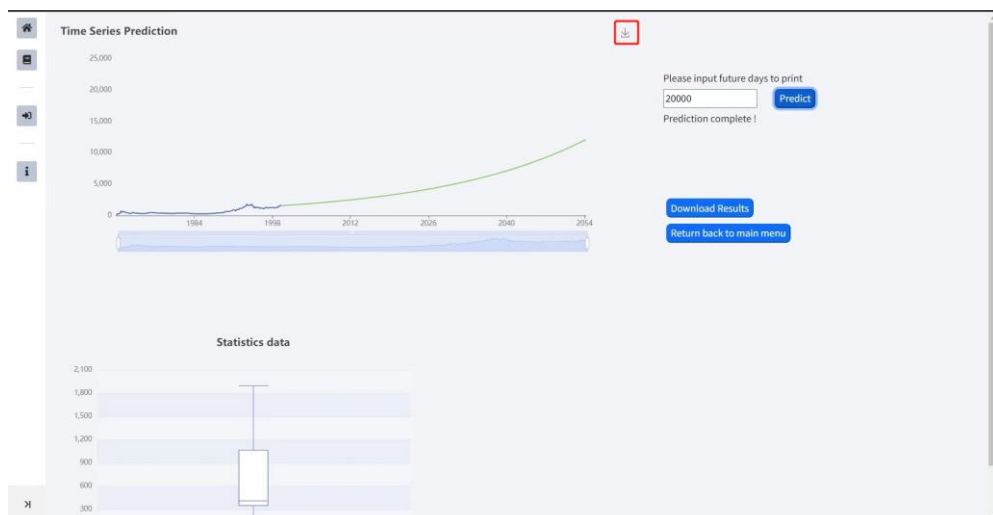 Time Series Prediction
25,000
20,000
15,000
10,000
5,000
0
1984 1998 2012 2026 2040 2054
Please input future days to print
20000 Predict
Prediction complete !
Download Results
Return back to main menu
Statistics data
2,100
1,800
1,500
1,200
900
600
300